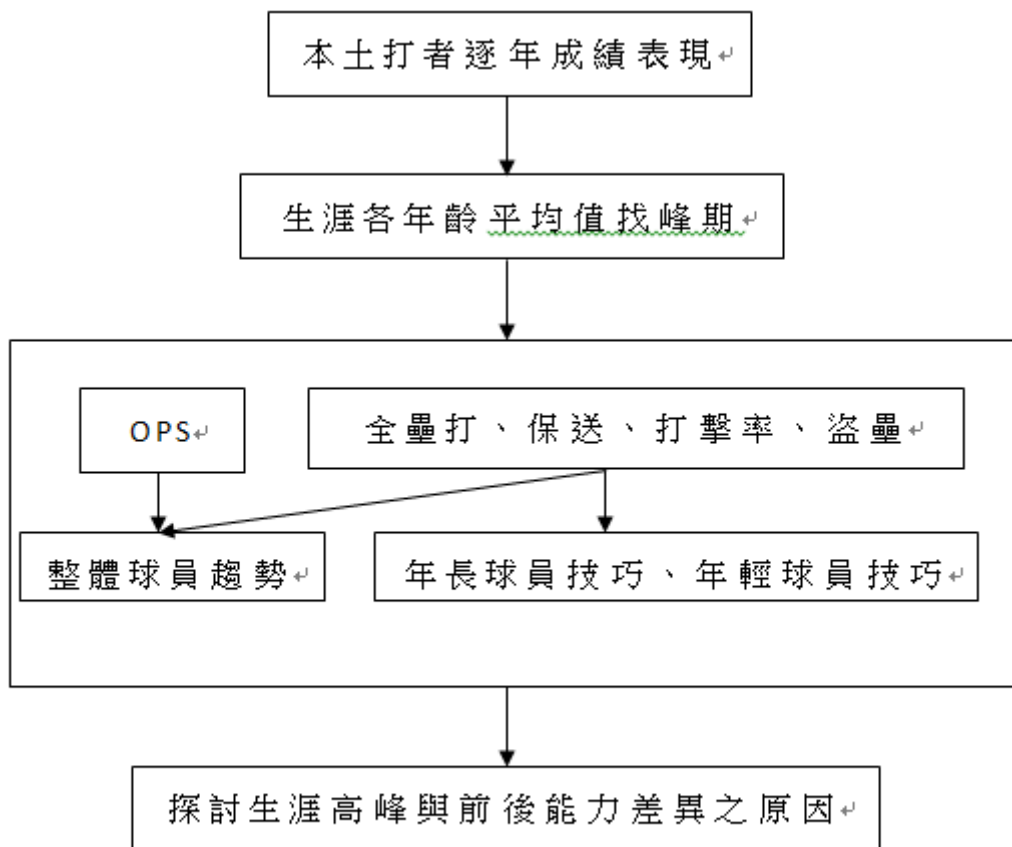 本土打者逐年成績表現
生涯各年齡平均值找峰期
OPS
全壘打、保送、打擊率、盜壘
整體球員趨勢
年長球員技巧、年輕球員技巧
探討生涯高峰與前後能力差異之原因